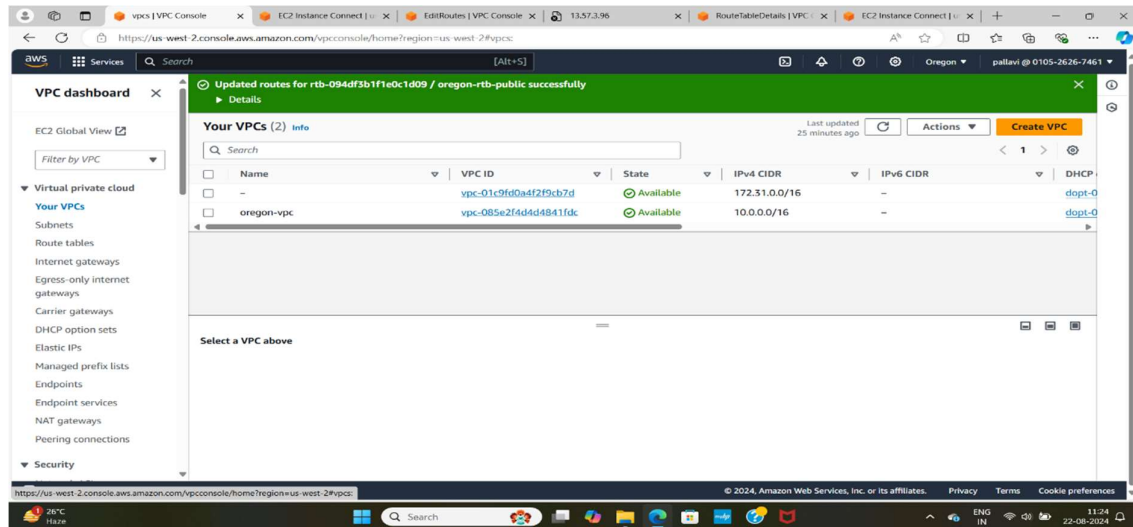 vpcs | VPC Console
EC2 Instance Connect | u
EditRoutes | VPC Console
13.57.3.96
RouteTableDetails | VPC
EC2 Instance Connect | u
https://us-west-2.console.aws.amazon.com/vpcconsole/home?region=us-west-2#vpcs:
aws
Services
Search
[Alt+S]
Oregon
pallavi @ 0105-2626-7461
VPC dashboard
EC2 Global View
Filter by VPC
Virtual private cloud
Your VPCs
Subnets
Route tables
Internet gateways
Egress-only internet
gateways
Carrier gateways
DHCP option sets
Elastic IPs
Managed prefix lists
Endpoints
Endpoint services
NAT gateways
Peering connections
Security
Updated routes for rtb-094df3b1f1e0c1d09 / oregon-rtb-public successfully
Details
Your VPCs (2) Info
Last updated
25 minutes ago
Actions
Create VPC
Search
1
Name VPC ID State IPv4 CIDR IPv6 CIDR DHCP
– vpc-01c9fd0a4f2f9cb7d Available 172.31.0.0/16 – dopt-0
oregon-vpc vpc-085e2f4d4d4841fdc Available 10.0.0.0/16 – dopt-0
Select a VPC above
https://us-west-2.console.aws.amazon.com/vpcconsole/home?region=us-west-2#vpcs:
© 2024, Amazon Web Services, Inc. or its affiliates. Privacy Terms Cookie preferences
26°C
Haze
Search
ENG
IN
11:24
22-08-2024